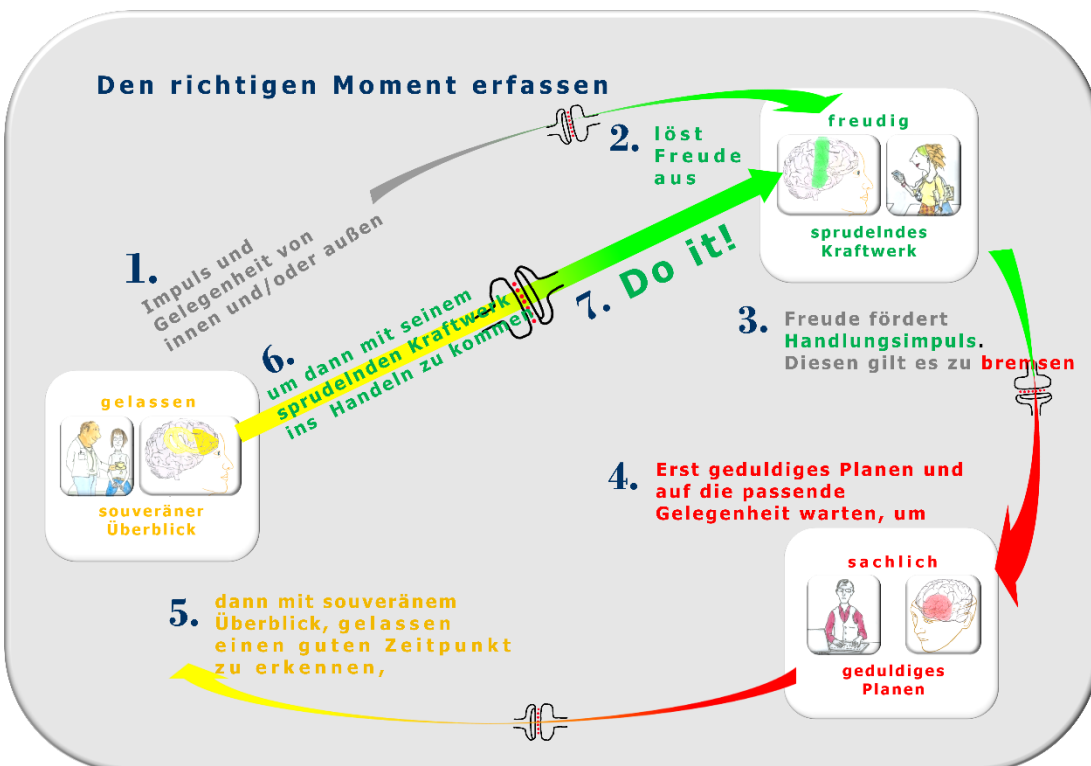 Den richtigen Moment erfassen
1.
Impuls und
Gelegenheit von
innen und/oder außen
2.
löst
Freude
aus
freudig
sprudelndes
Kraftwerk
3.
Freude fördert
Handlungsimpuls.
Diesen gilt es zu bremsen
4.
Erst geduldiges Planen und
auf die passende
Gelegenheit warten, um
sachlich
geduldiges
Planen
5.
dann mit souveränem
Überblick, gelassen
einen guten Zeitpunkt
zu erkennen,
gelassen
souveräner
Überblick
6.
um dann mit seinem
sprudelnden Kraftwerk
ins Handeln zu kommen
7.
Do it!